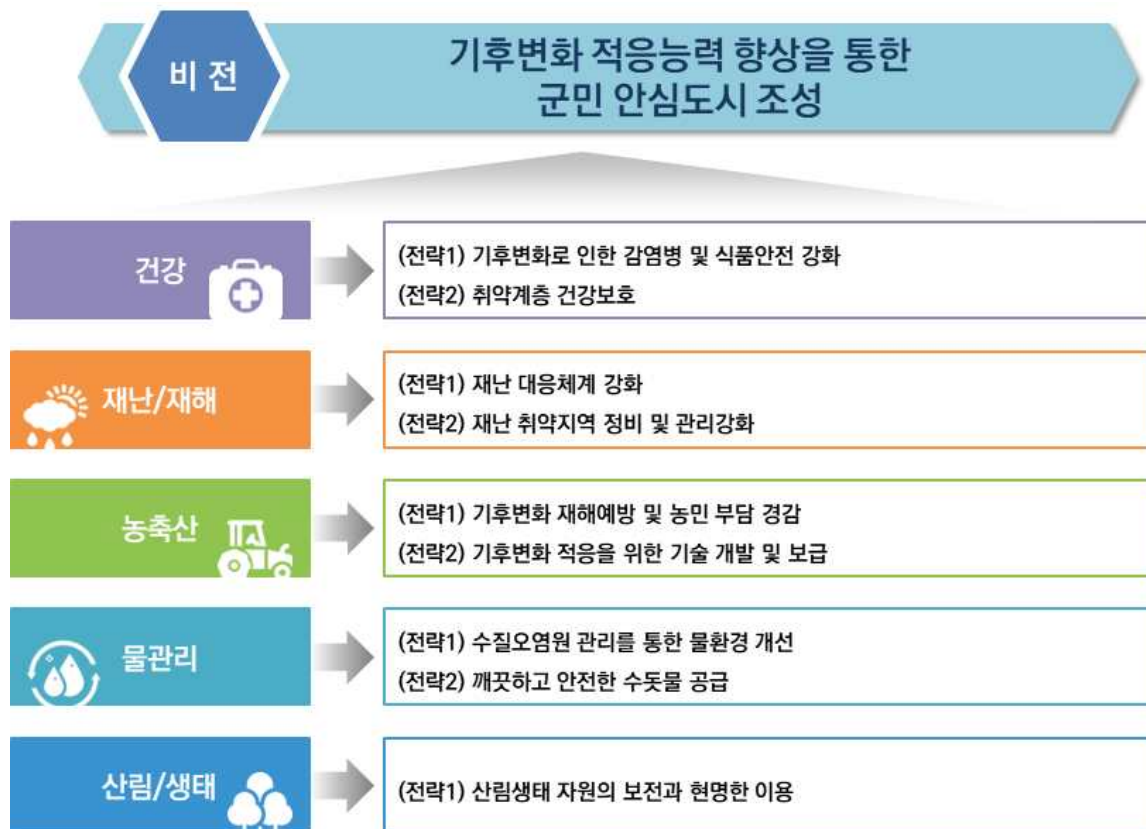 비 전
기후변화 적응능력 향상을 통한
군민 안심도시 조성
건강
(전략1) 기후변화로 인한 감염병 및 식품안전 강화
(전략2) 취약계층 건강보호
재난/재해
(전략1) 재난 대응체계 강화
(전략2) 재난 취약지역 정비 및 관리강화
농축산
(전략1) 기후변화 재해예방 및 농민 부담 경감
(전략2) 기후변화 적응을 위한 기술 개발 및 보급
물관리
(전략1) 수질오염원 관리를 통한 물환경 개선
(전략2) 깨끗하고 안전한 수돗물 공급
산림/생태
(전략1) 산림생태 자원의 보전과 현명한 이용